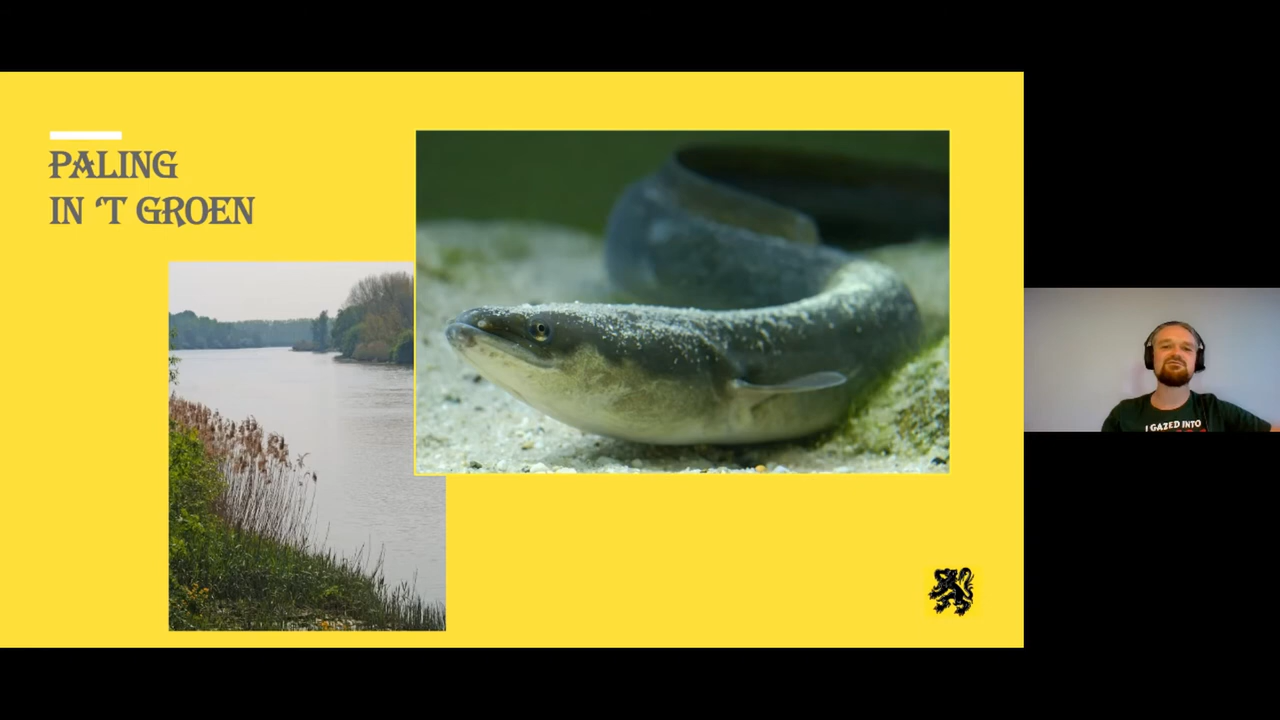 PALING
IN ‘T GROEN
I GAZED INTO